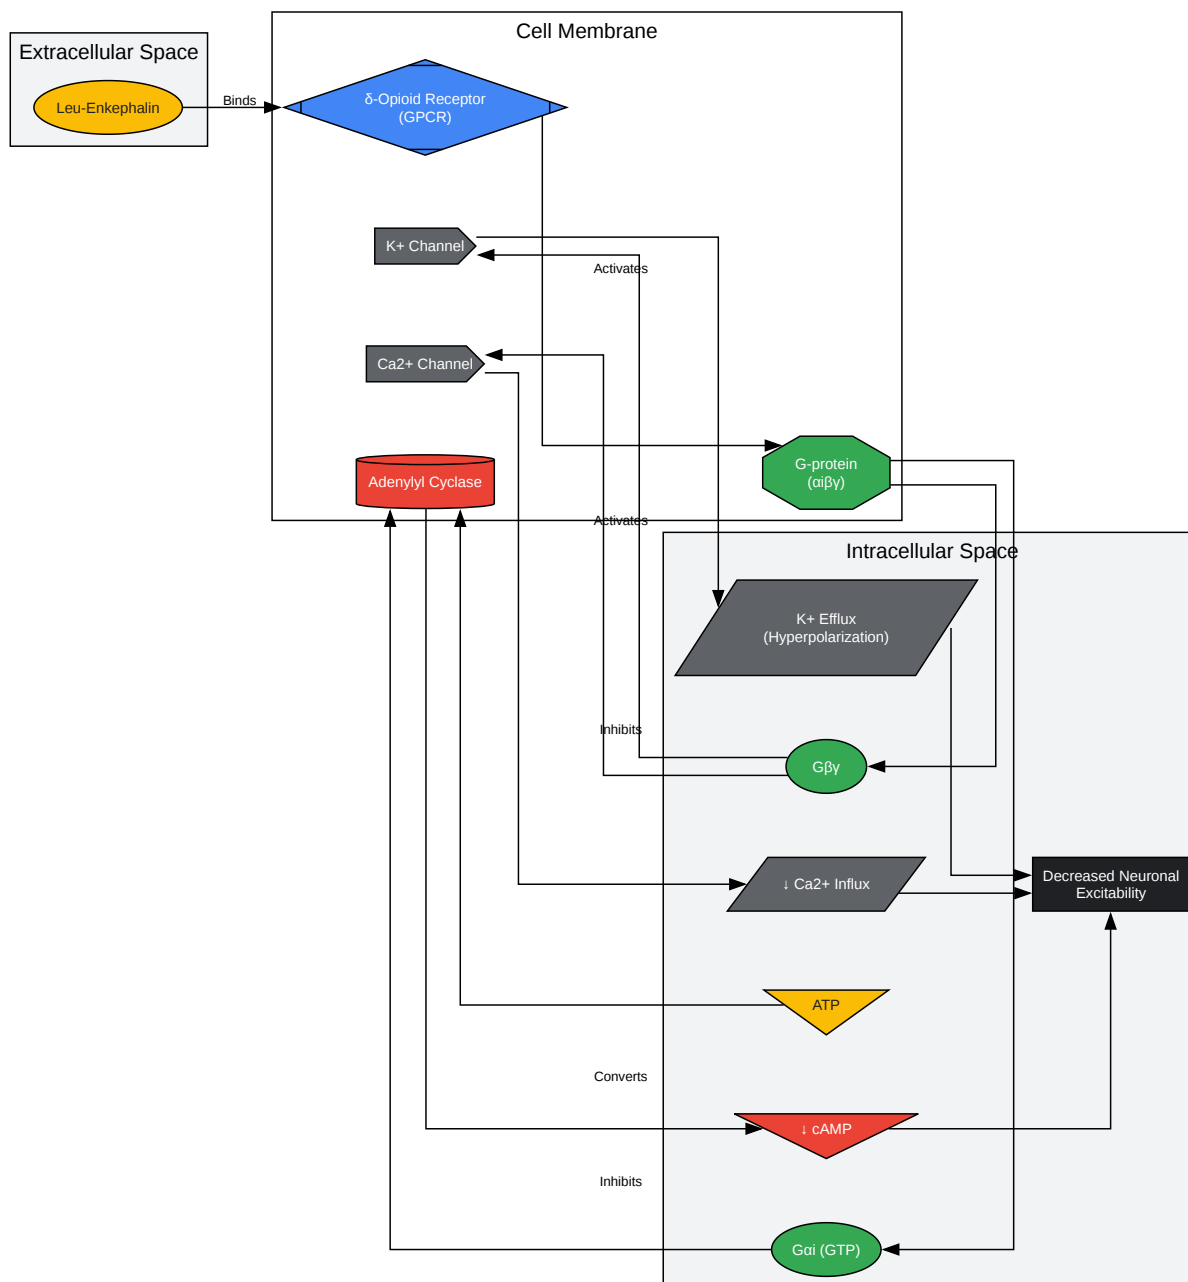 Cell Membrane
Extracellular Space
Leu-Enkephalin
Binds
δ-Opioid Receptor
(GPCR)
K+ Channel
Activates
Ca2+ Channel
Adenylyl Cyclase
G-protein
(αiβγ)
Activates
Intracellular Space
K+ Efflux
(Hyperpolarization)
Inhibits
Gβγ
↓ Ca2+ Influx
Decreased Neuronal
Excitability
ATP
Converts
↓ cAMP
Inhibits
Gαi (GTP)